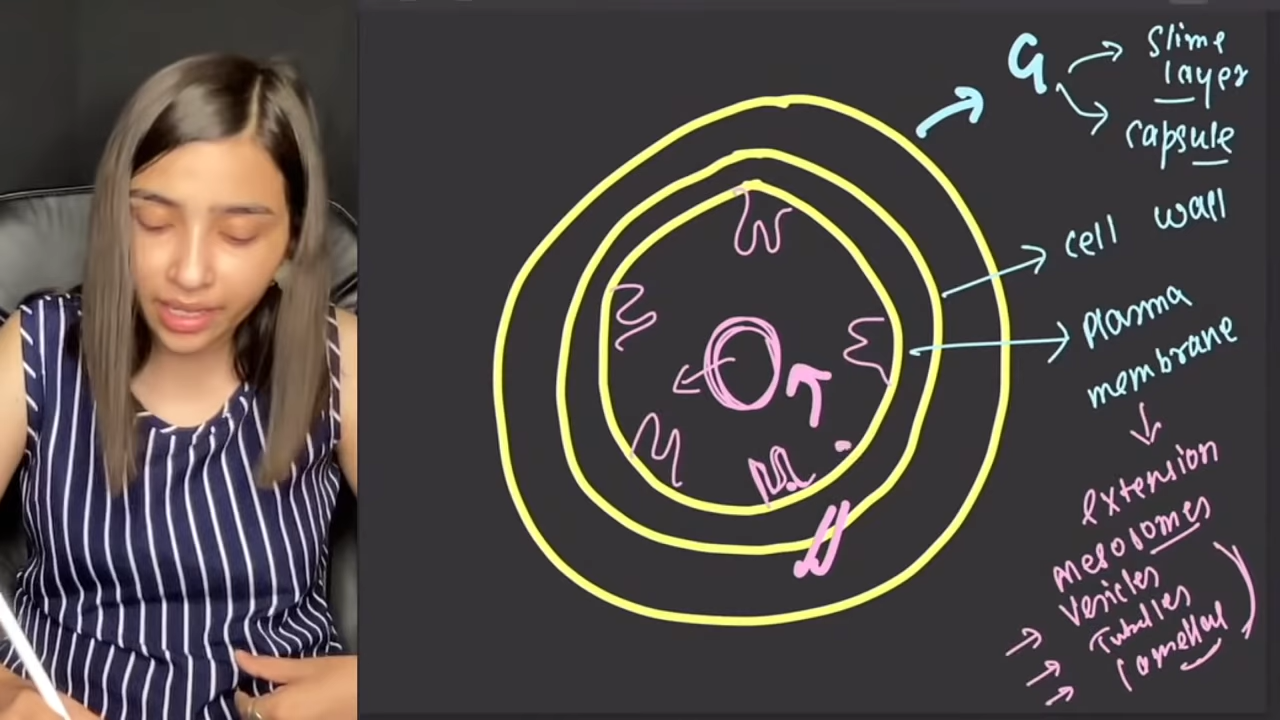 G
slime
layer
capsule
cell wall
Plasma
membrane
extension
mesosomes
vesicles
Tubules
lamellae